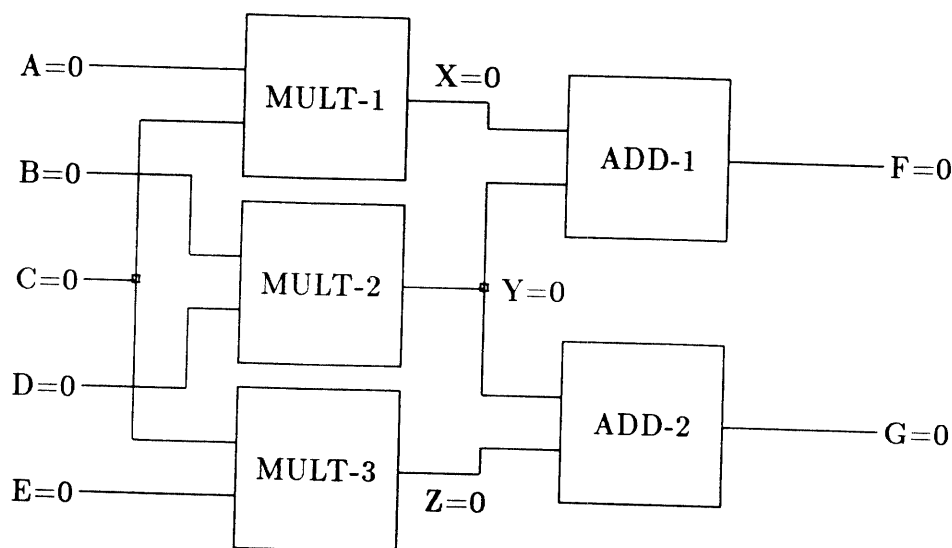 A=0
MULT-1
X=0
ADD-1
F=0
B=0
C=0
MULT-2
Y=0
D=0
MULT-3
ADD-2
G=0
E=0
Z=0